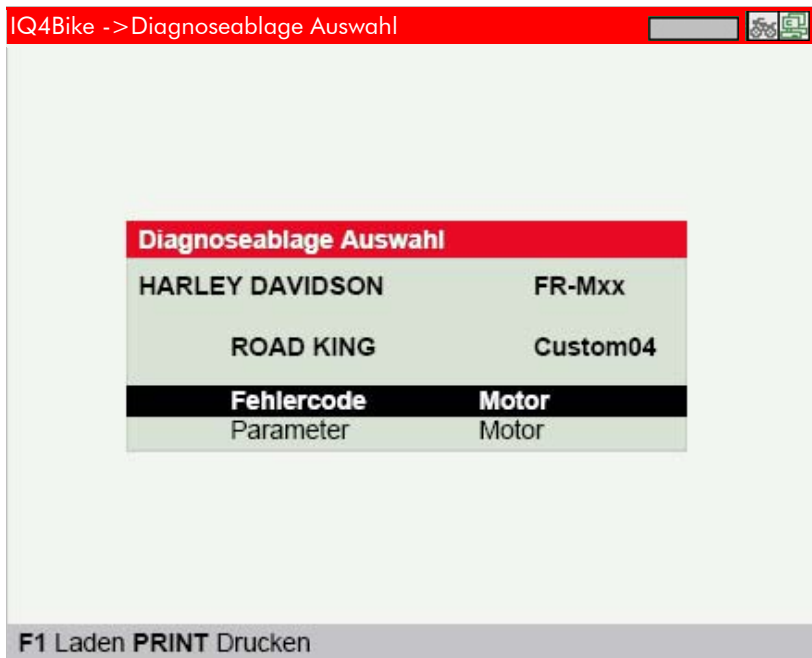 IQ4Bike ->Diagnoseablage Auswahl
Diagnoseablage Auswahl
HARLEY DAVIDSON FR-Mxx
ROAD KING Custom04
Fehlercode Motor
Parameter Motor
F1 Laden PRINT Drucken